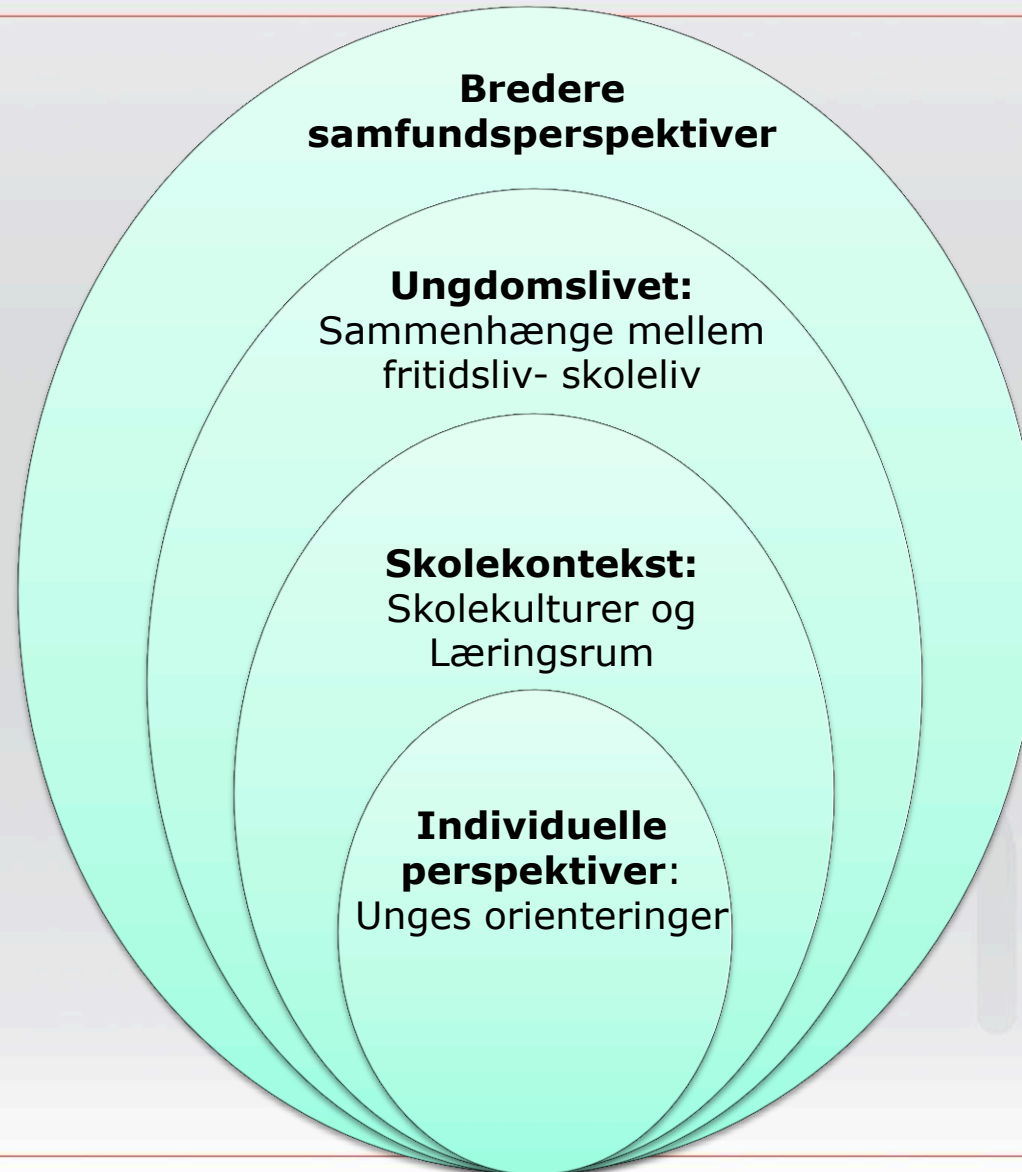 Bredere
samfundsperspektiver
Ungdomslivet:
Sammenhænge mellem
fritidsliv- skoleliv
Skolekontekst:
Skolekulturer og
Læringsrum
Individuelle
perspektiver:
Unges orienteringer